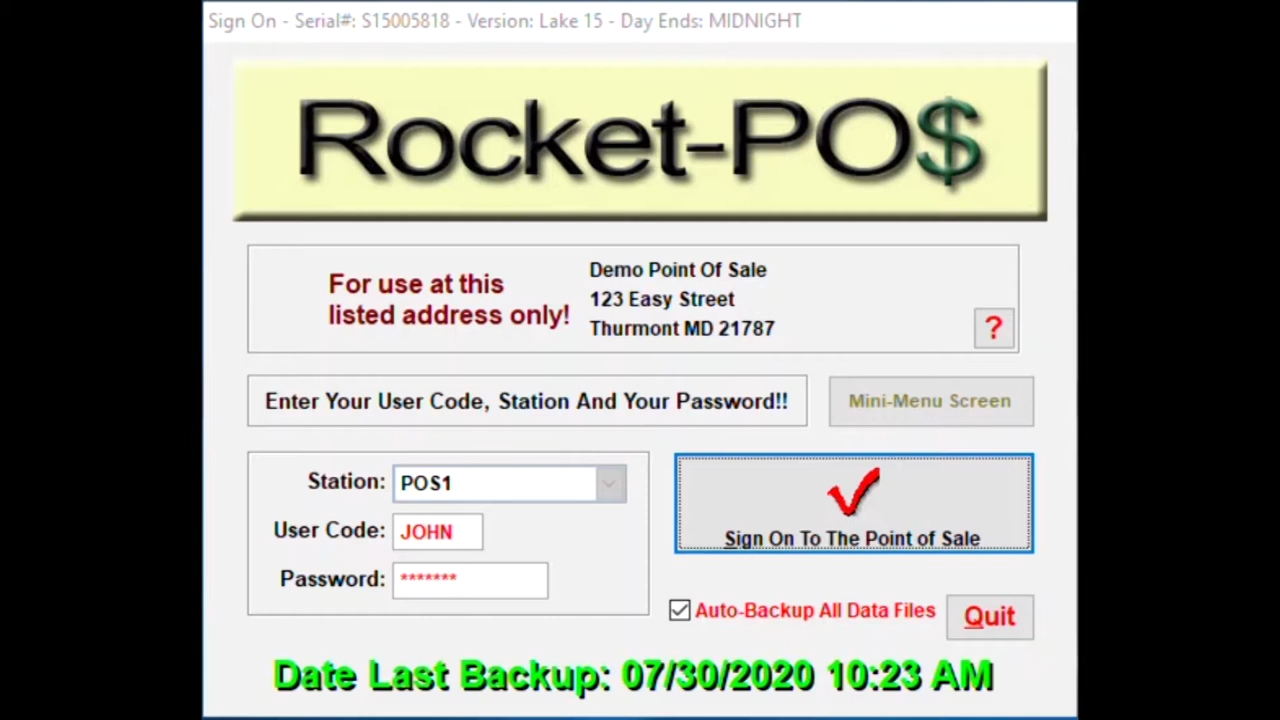 Sign On - Serial#: S15005818 - Version: Lake 15 - Day Ends: MIDNIGHT
Rocket-PO$
For use at this
listed address only!
Demo Point Of Sale
123 Easy Street
Thurmont MD 21787
?
Enter Your User Code, Station And Your Password!!
Mini-Menu Screen
Station: POS1
User Code: JOHN
Password: *******
Sign On To The Point of Sale
Auto-Backup All Data Files
Quit
Date Last Backup: 07/30/2020 10:23 AM